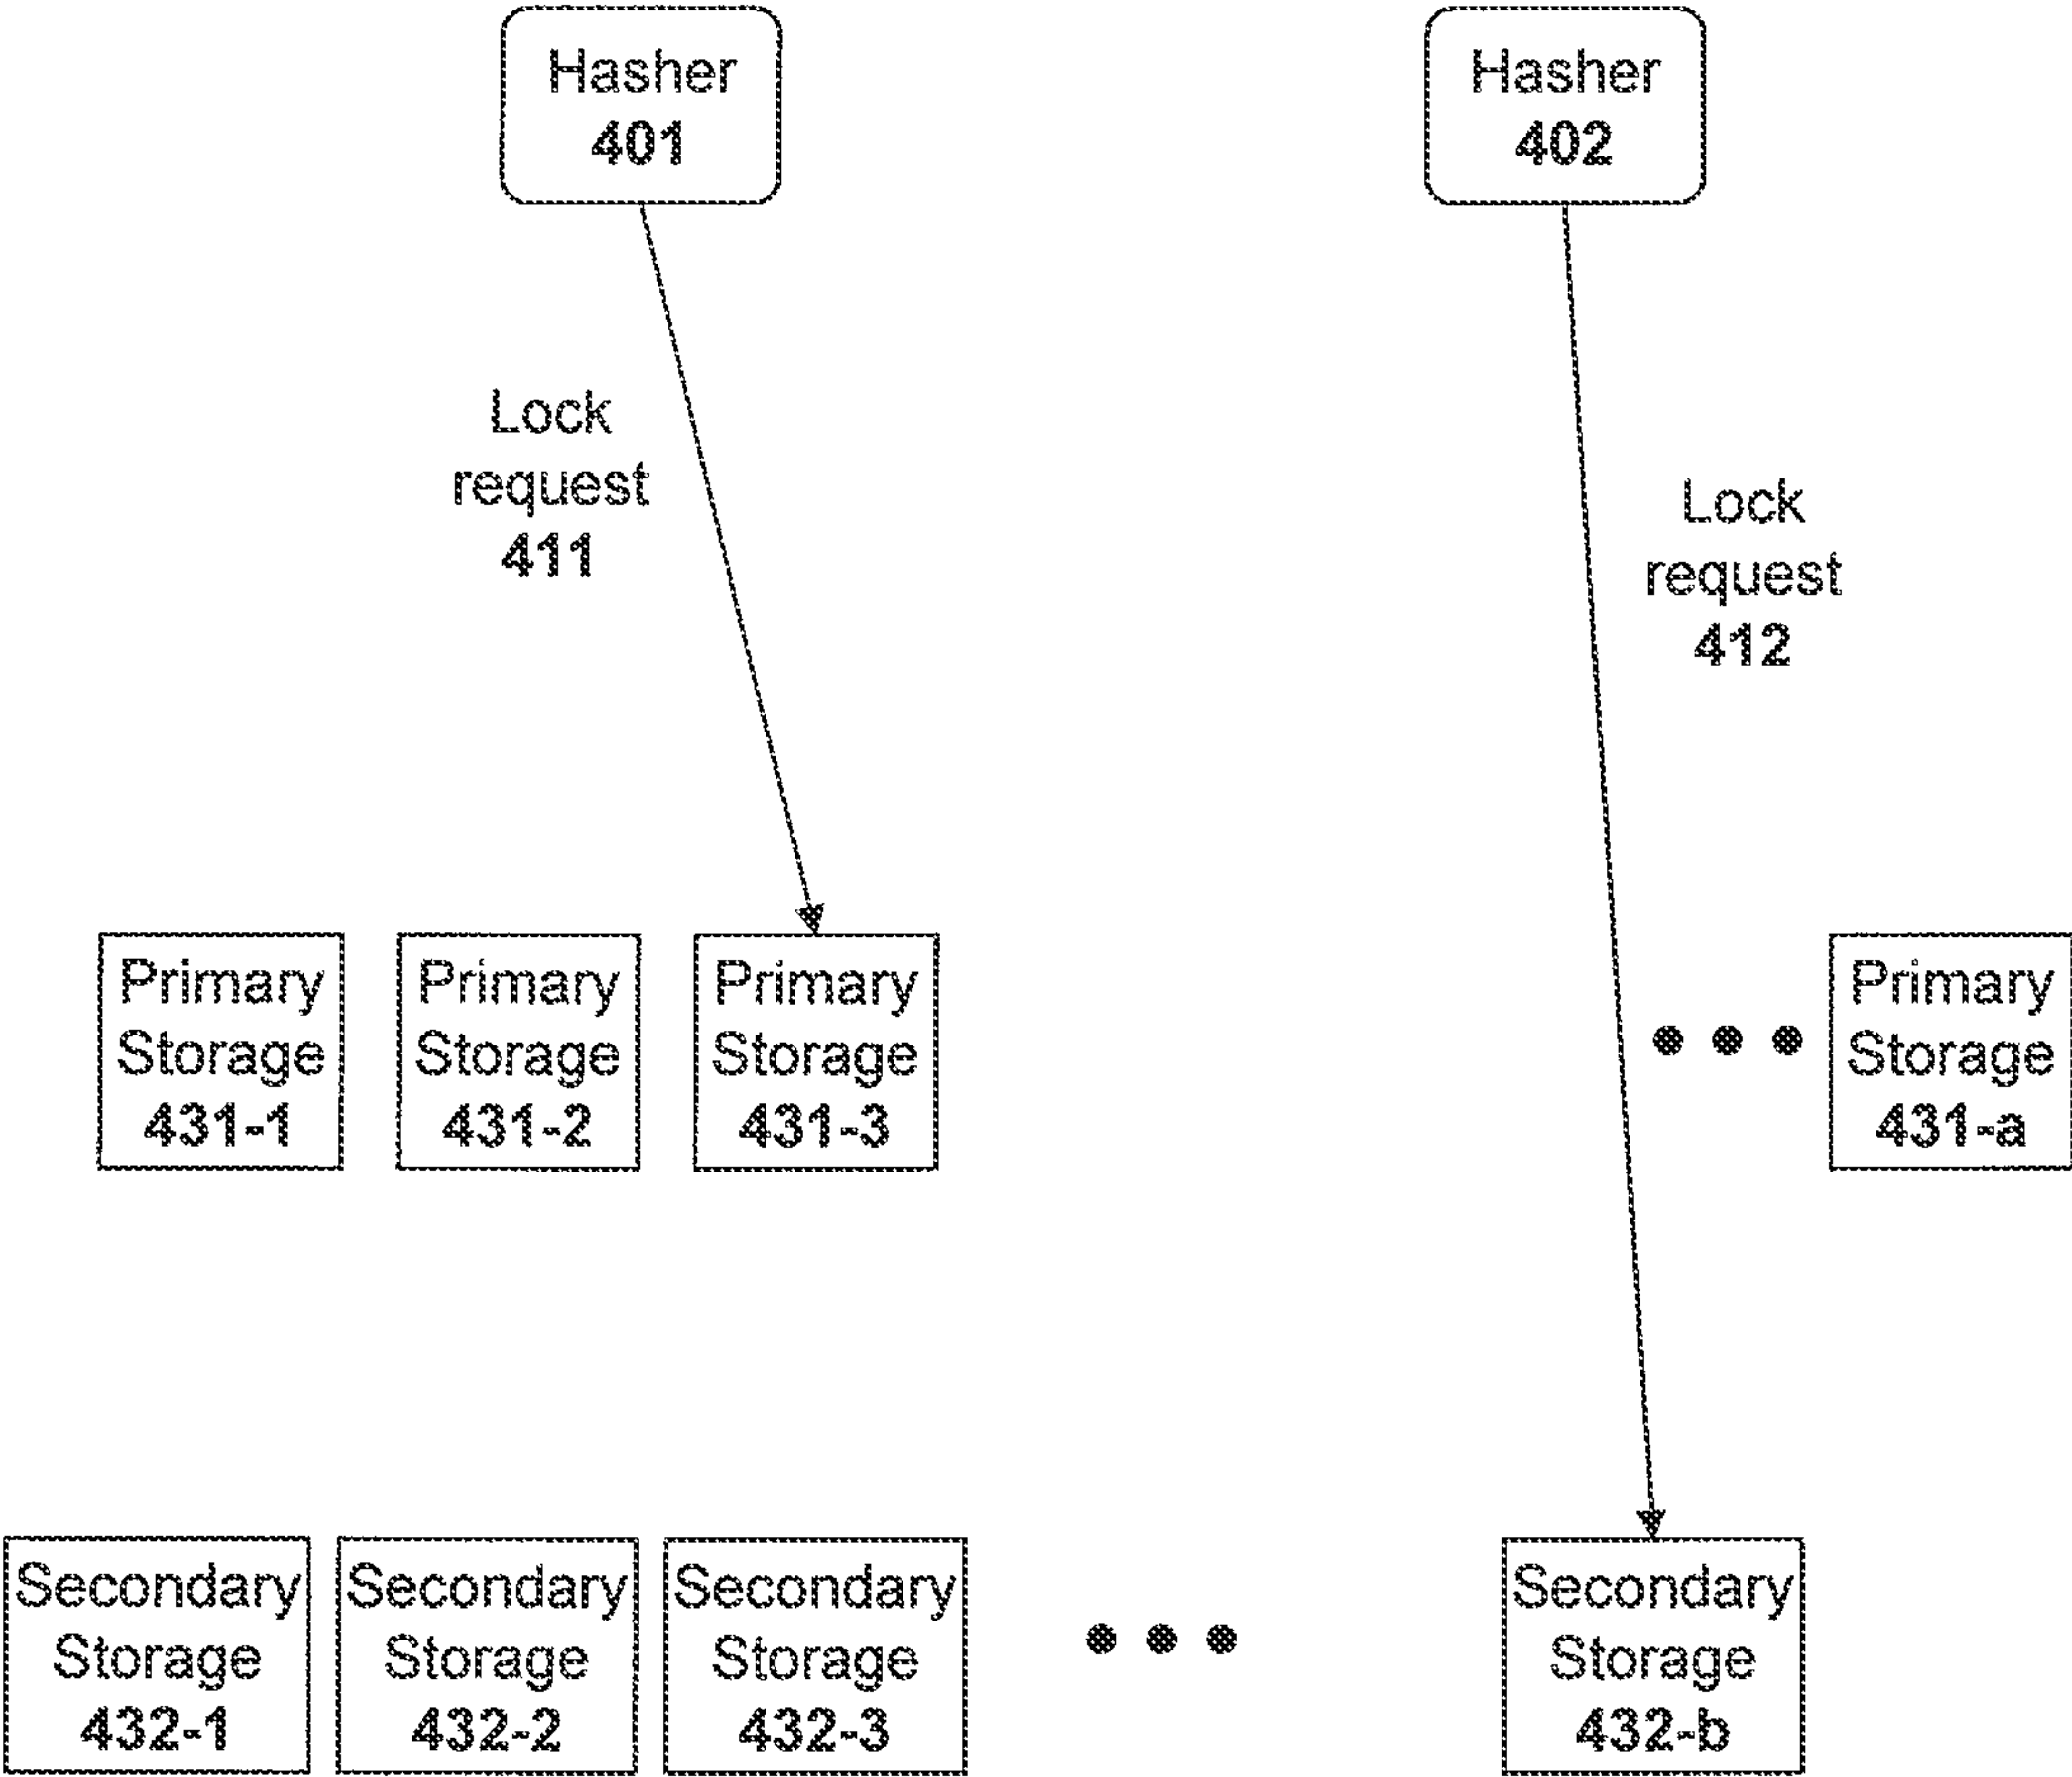 Hasher
401
Hasher
402
Lock
request
411
Lock
request
412
Primary
Storage
431-1
Primary
Storage
431-2
Primary
Storage
431-3
Primary
Storage
431-a
Secondary
Storage
432-1
Secondary
Storage
432-2
Secondary
Storage
432-3
Secondary
Storage
432-b